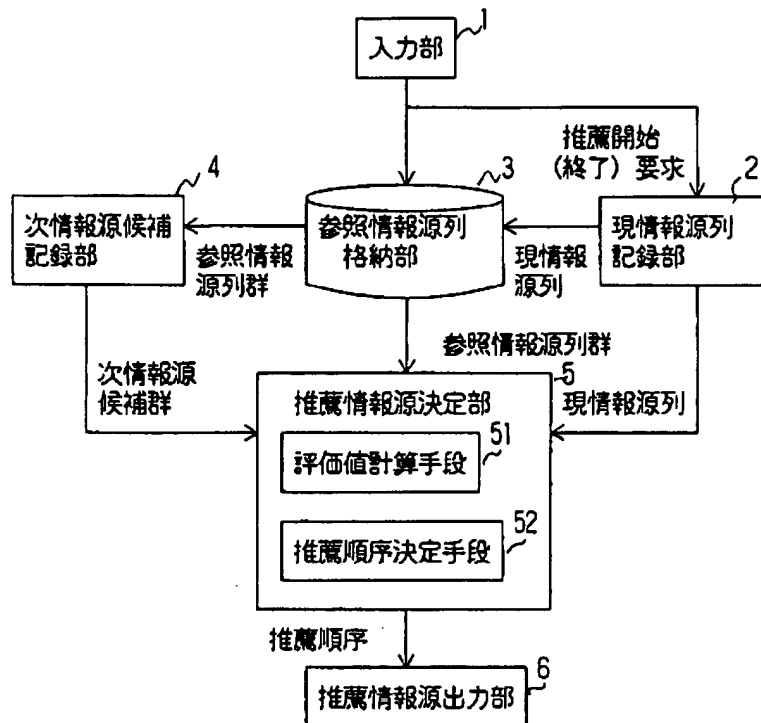 1
入力部
推薦開始
(終了) 要求
4
3
2
次情報源候補
記録部
参照情報源列
格納部
現情報源列
記録部
参照情報
源列群
現情報
源列
参照情報源列群
次情報源
候補群
5
推薦情報源決定部
現情報源列
51
評価値計算手段
52
推薦順序決定手段
推薦順序
6
推薦情報源出力部